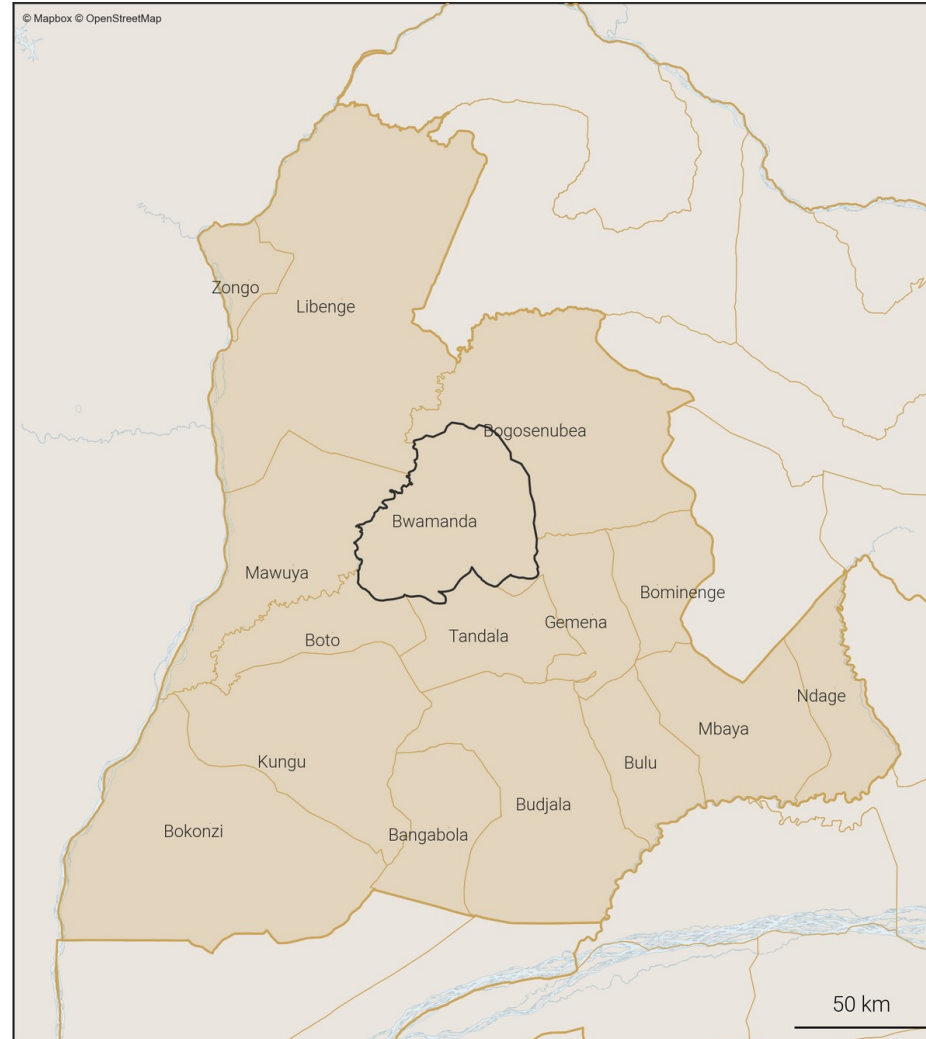 © Mapbox © OpenStreetMap
Zongo
Libenge
Bogosenubea
Bwamanda
Mawuya
Bominenge
Gemena
Tandala
Boto
Ndage
Mbaya
Kungu
Bulu
Budjala
Bokonzi
Bangabola
50 km